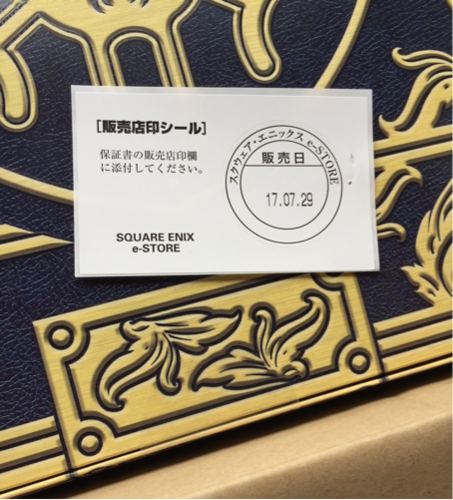 [販売店印シール]
保証書の販売店印欄
に添付してください。
SQUARE ENIX
e-STORE
スクウェア・エニックス e-STORE
販売日
17.07.29